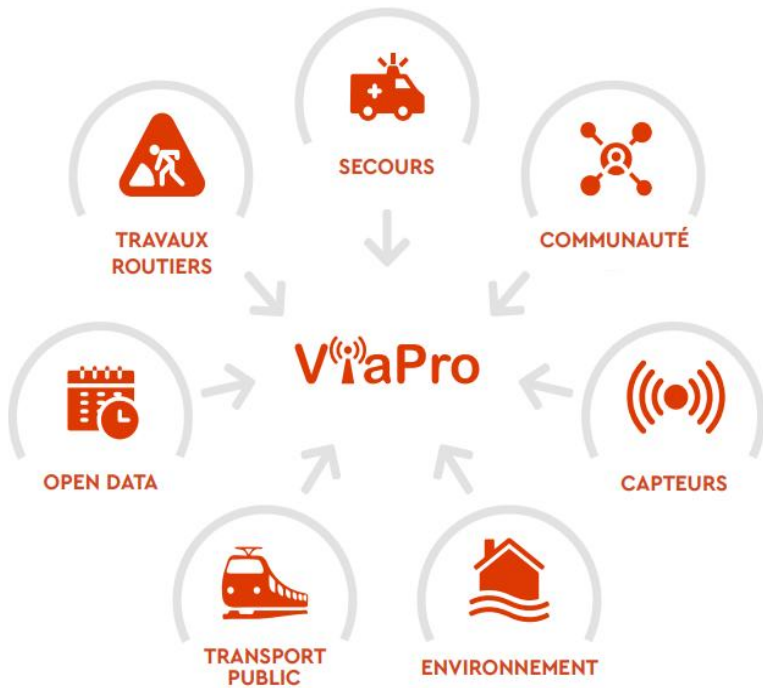 SECOURS
TRAVAUX
ROUTIERS
COMMUNAUTÉ
ViaPro
OPEN DATA
CAPTEURS
TRANSPORT
PUBLIC
ENVIRONNEMENT